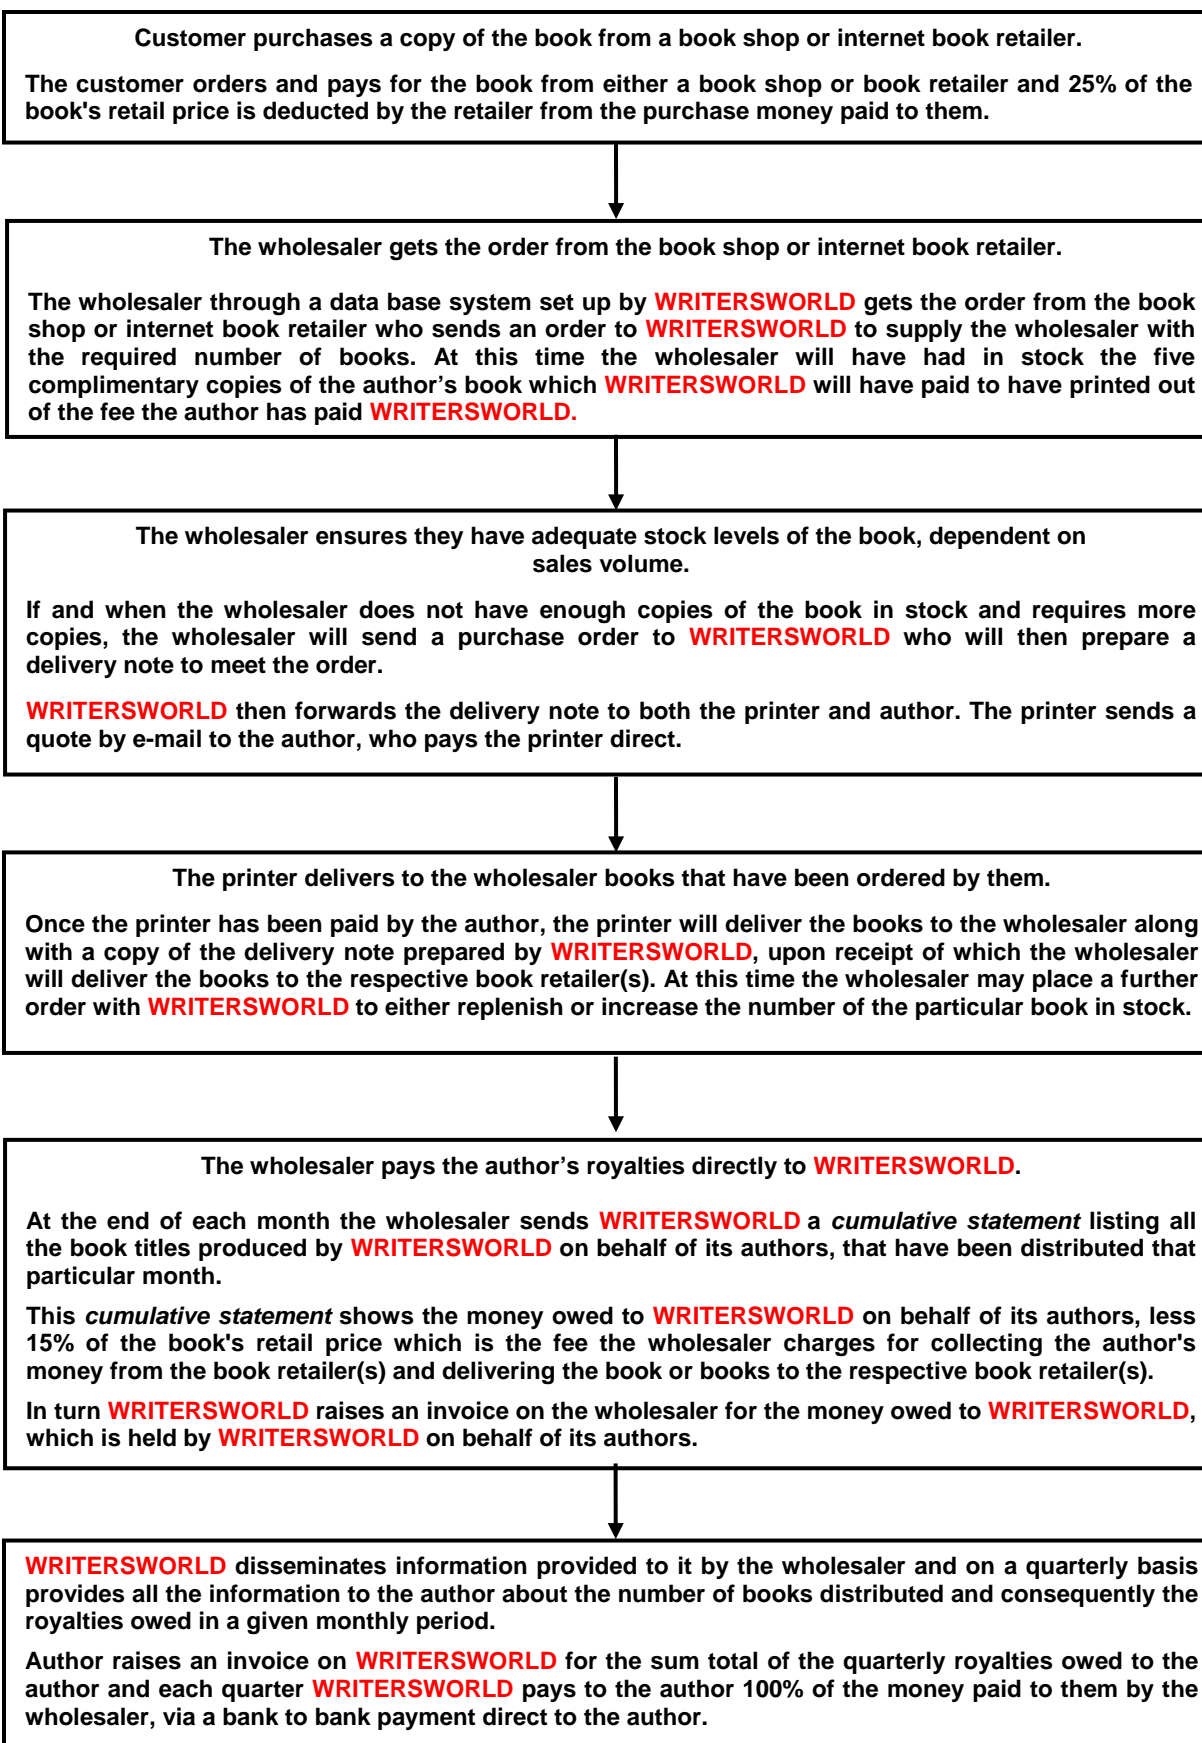 Customer purchases a copy of the book from a book shop or internet book retailer.
The customer orders and pays for the book from either a book shop or book retailer and 25% of the
book's retail price is deducted by the retailer from the purchase money paid to them.
The wholesaler gets the order from the book shop or internet book retailer.
The wholesaler through a data base system set up by WRITERSWORLD gets the order from the book
shop or internet book retailer who sends an order to WRITERSWORLD to supply the wholesaler with
the required number of books. At this time the wholesaler will have had in stock the five
complimentary copies of the author’s book which WRITERSWORLD will have paid to have printed out
of the fee the author has paid WRITERSWORLD.
The wholesaler ensures they have adequate stock levels of the book, dependent on
sales volume.
If and when the wholesaler does not have enough copies of the book in stock and requires more
copies, the wholesaler will send a purchase order to WRITERSWORLD who will then prepare a
delivery note to meet the order.
WRITERSWORLD then forwards the delivery note to both the printer and author. The printer sends a
quote by e-mail to the author, who pays the printer direct.
The printer delivers to the wholesaler books that have been ordered by them.
Once the printer has been paid by the author, the printer will deliver the books to the wholesaler along
with a copy of the delivery note prepared by WRITERSWORLD, upon receipt of which the wholesaler
will deliver the books to the respective book retailer(s). At this time the wholesaler may place a further
order with WRITERSWORLD to either replenish or increase the number of the particular book in stock.
The wholesaler pays the author’s royalties directly to WRITERSWORLD.
At the end of each month the wholesaler sends WRITERSWORLD a cumulative statement listing all
the book titles produced by WRITERSWORLD on behalf of its authors, that have been distributed that
particular month.
This cumulative statement shows the money owed to WRITERSWORLD on behalf of its authors, less
15% of the book's retail price which is the fee the wholesaler charges for collecting the author's
money from the book retailer(s) and delivering the book or books to the respective book retailer(s).
In turn WRITERSWORLD raises an invoice on the wholesaler for the money owed to WRITERSWORLD,
which is held by WRITERSWORLD on behalf of its authors.
WRITERSWORLD disseminates information provided to it by the wholesaler and on a quarterly basis
provides all the information to the author about the number of books distributed and consequently the
royalties owed in a given monthly period.
Author raises an invoice on WRITERSWORLD for the sum total of the quarterly royalties owed to the
author and each quarter WRITERSWORLD pays to the author 100% of the money paid to them by the
wholesaler, via a bank to bank payment direct to the author.